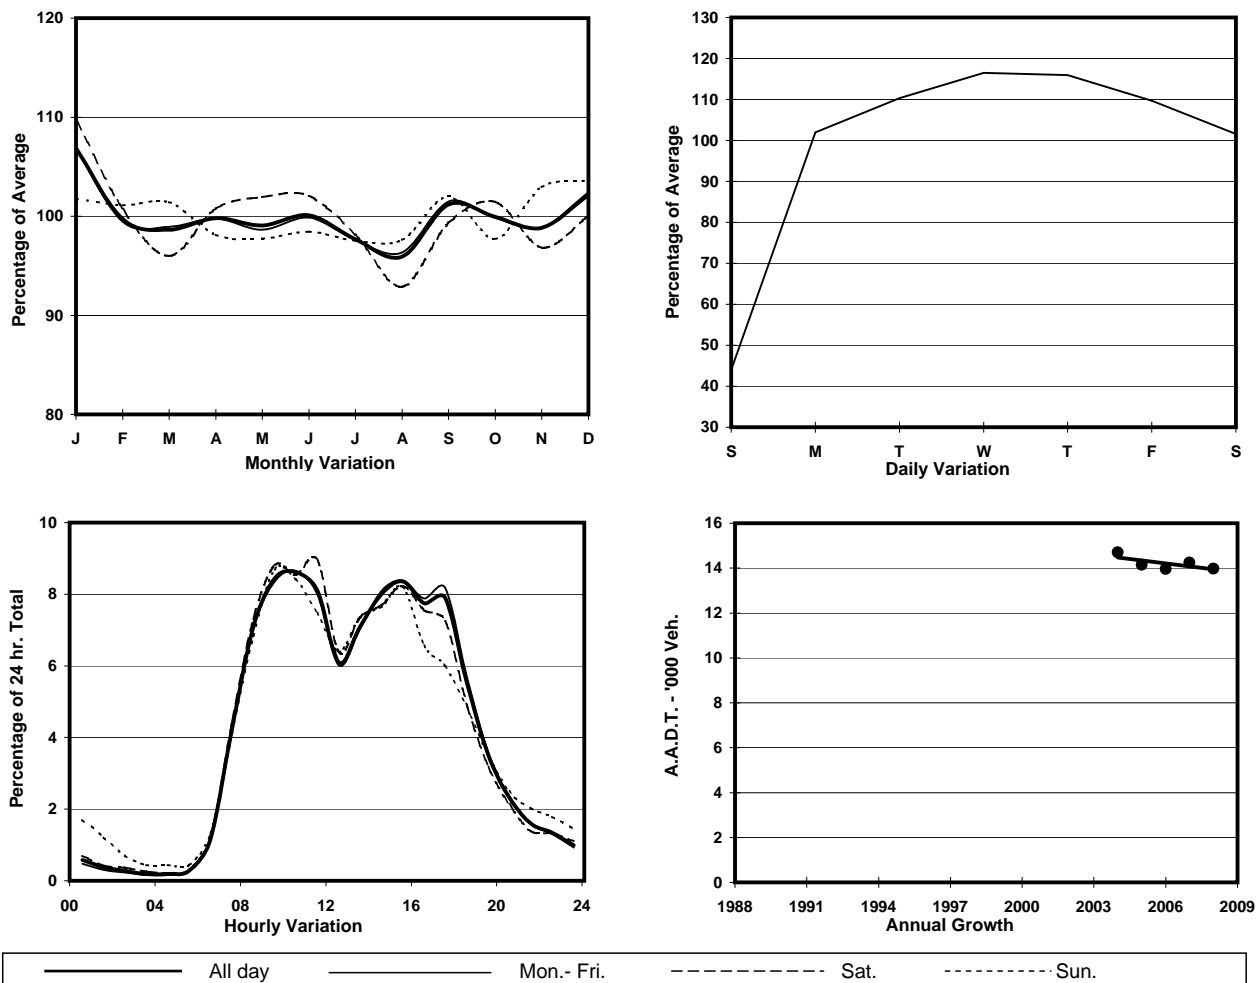 120
110
100
90
80
Percentage of Average
J F M A M J J A S O N D
Monthly Variation
130
120
110
100
90
80
70
60
50
40
30
Percentage of Average
S M T W T F S
Daily Variation
10
8
6
4
2
0
Percentage of 24 hr. Total
00 04 08 12 16 20 24
Hourly Variation
16
14
12
10
8
6
4
2
0
A.A.D.T. - '000 Veh.
1988 1991 1994 1997 2000 2003 2006 2009
Annual Growth
All day Mon.- Fri. Sat. Sun.